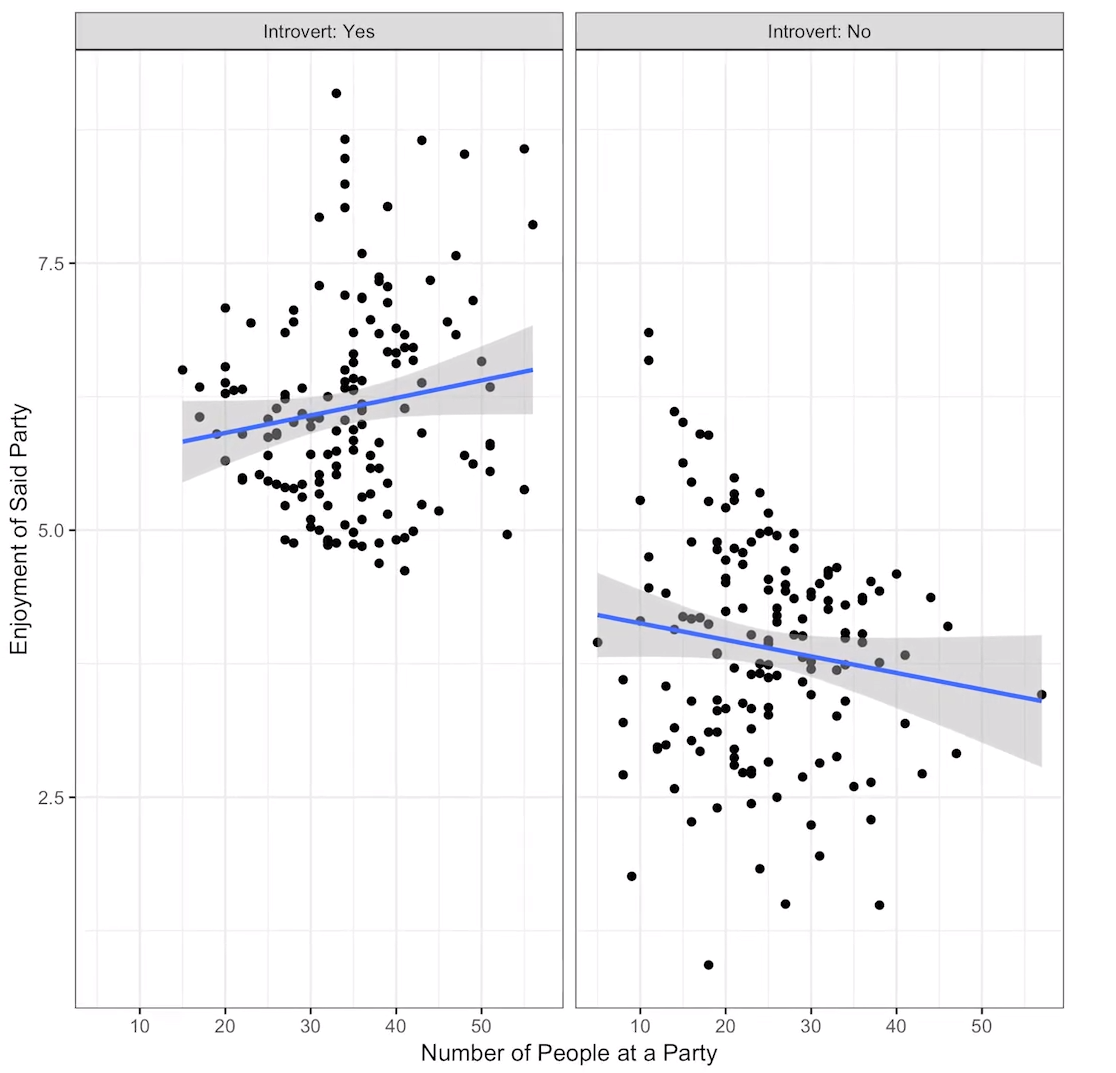 Introvert: Yes
Introvert: No
Enjoyment of Said Party
7.5
5.0
2.5
10 20 30 40 50
10 20 30 40 50
Number of People at a Party